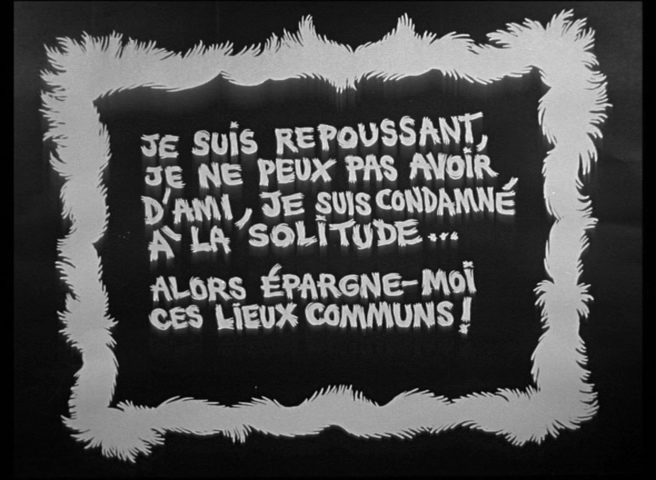 JE SUIS REPOUSSANT,
JE NE PEUX PAS AVOIR
D'AMI, JE SUIS CONDAMNÉ
À LA SOLITUDE...
ALORS ÉPARGNE-MOI
CES LIEUX COMMUNS !